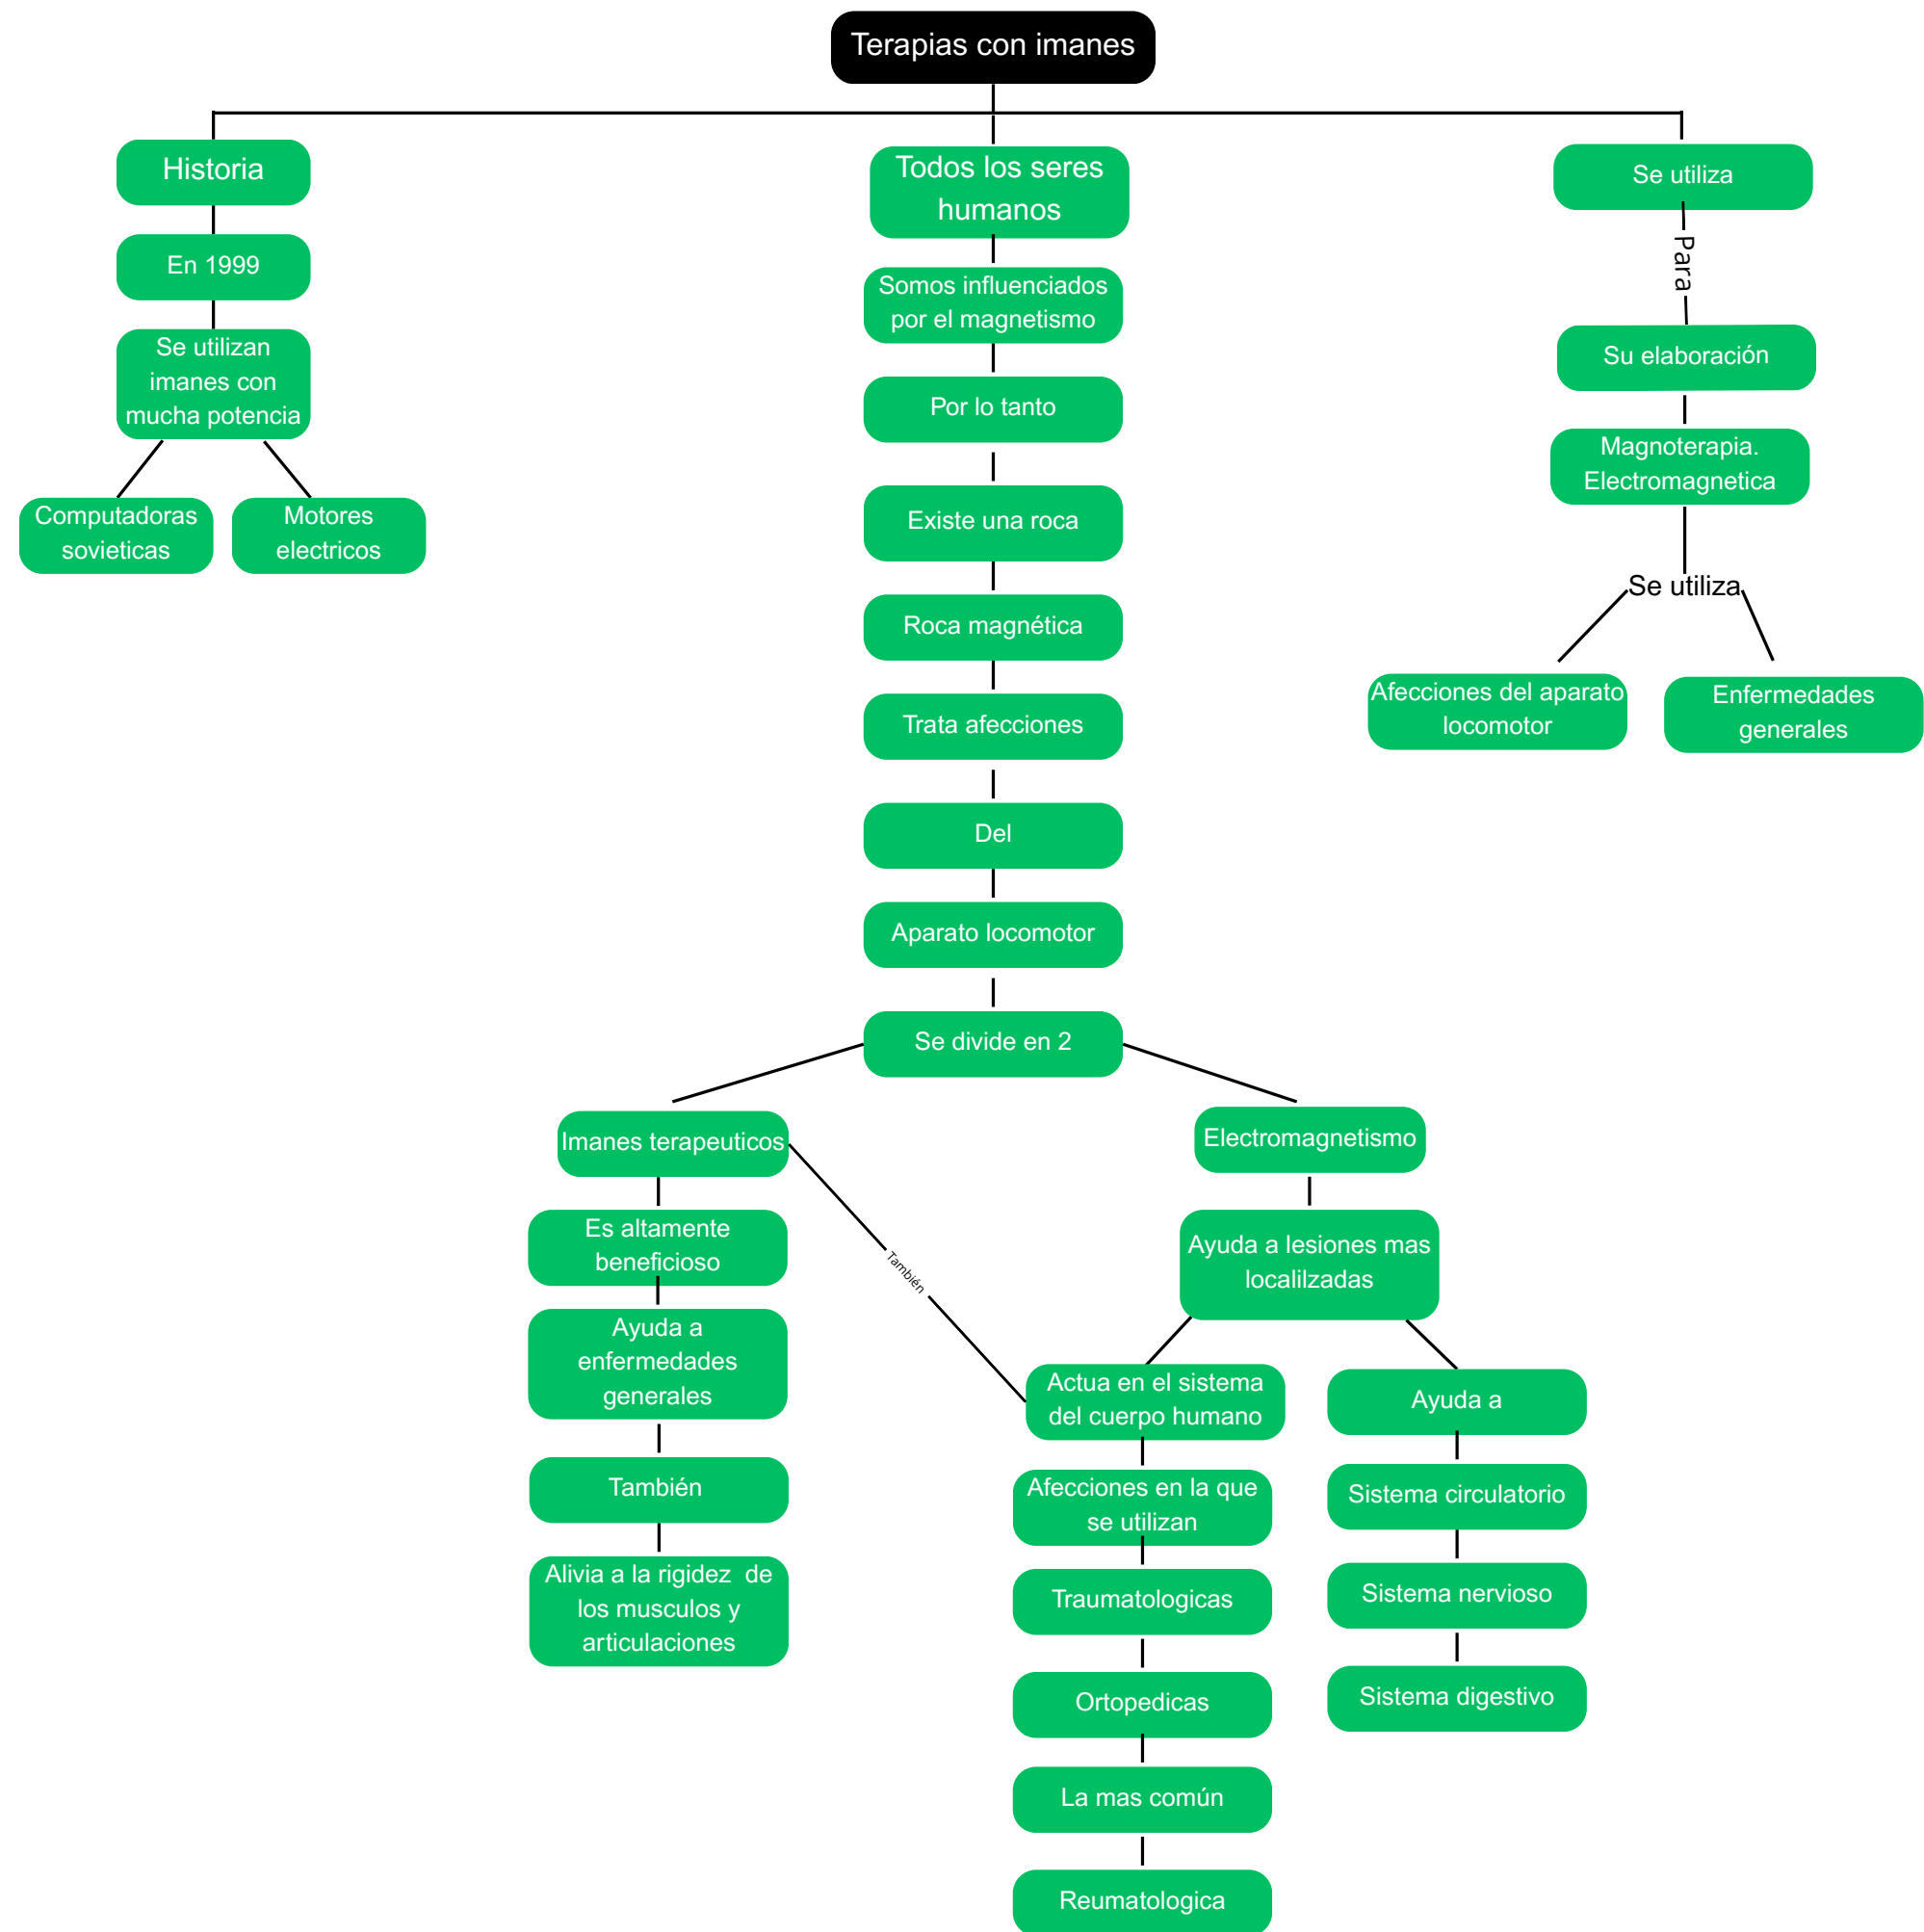 Terapias con imanes
Historia
En 1999
Se utilizan
imanes con
mucha potencia
Computadoras
sovieticas
Motores
electricos
Todos los seres
humanos
Somos influenciados
por el magnetismo
Por lo tanto
Existe una roca
Roca magnética
Trata afecciones
Del
Aparato locomotor
Se divide en 2
Imanes terapeuticos
Es altamente
beneficioso
Ayuda a
enfermedades
generales
También
Alivia a la rigidez  de
los musculos y
articulaciones
También
Electromagnetismo
Ayuda a lesiones mas
localilzadas
Actua en el sistema
del cuerpo humano
Afecciones en la que
se utilizan
Traumatologicas
Ortopedicas
La mas común
Reumatologica
Ayuda a
Sistema circulatorio
Sistema nervioso
Sistema digestivo
Se utiliza
Para
Su elaboración
Magnoterapia.
Electromagnetica
Se utiliza
Afecciones del aparato
locomotor
Enfermedades
generales